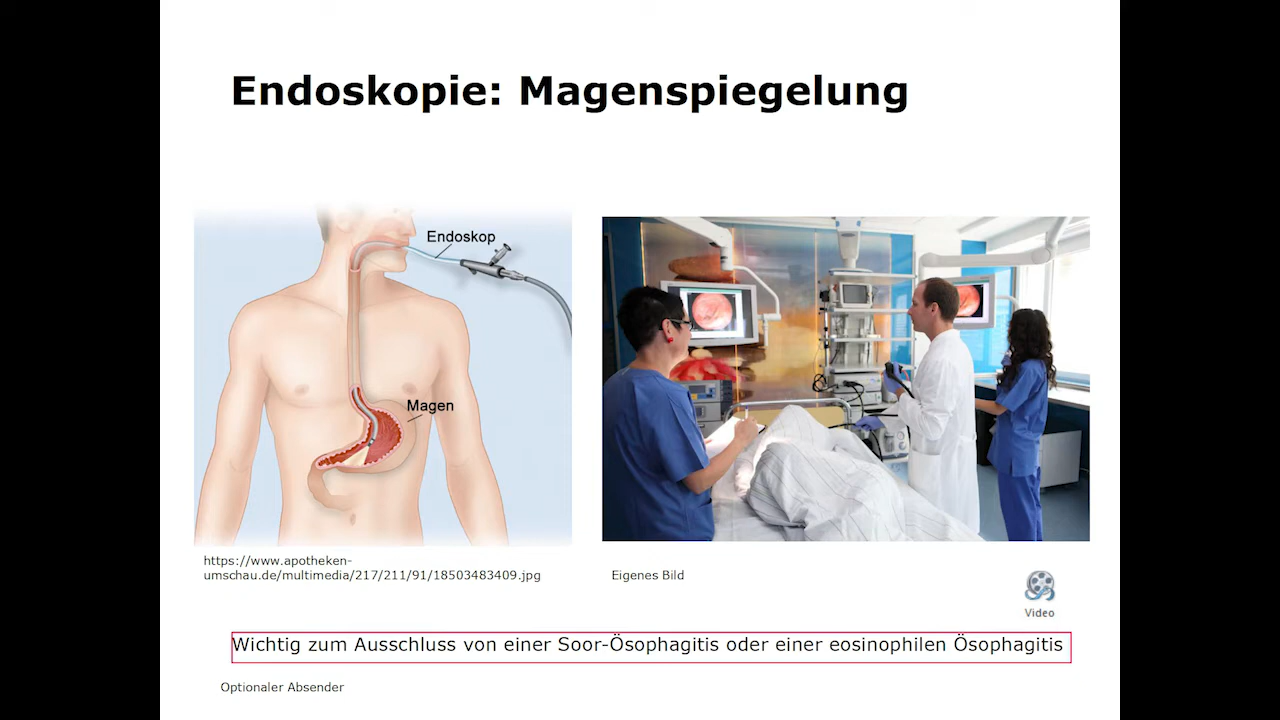 Endoskopie: Magenspiegelung
Endoskop
Magen
https://www.apotheken-
umschau.de/multimedia/217/211/91/18503483409.jpg
Eigenes Bild
Video
Wichtig zum Ausschluss von einer Soor-Ösophagitis oder einer eosinophilen Ösophagitis
Optionaler Absender